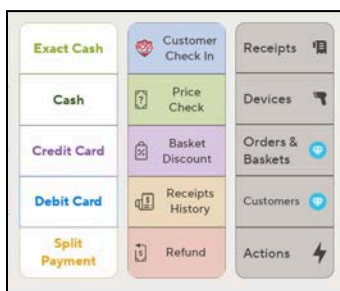 Exact Cash
Cash
Credit Card
Debit Card
Split
Payment
Customer
Check In
Price
Check
Basket
Discount
Receipts
History
Refund
Receipts
Devices
Orders &
Baskets
Customers
Actions